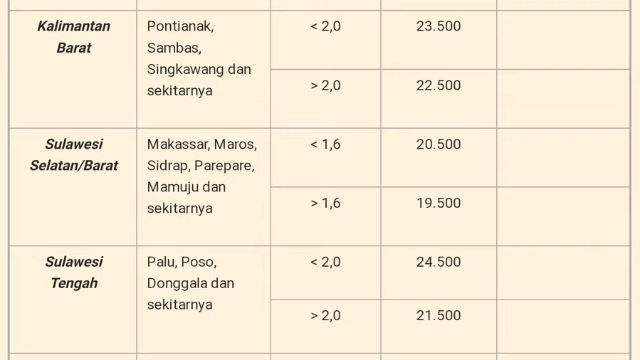 Kalimantan Barat
Pontianak,
Sambas,
Singkawang dan
sekitarnya
< 2,0
23.500
> 2,0
22.500
Sulawesi
Selatan/Barat
Makassar, Maros,
Sidrap, Parepare,
Mamuju dan
sekitarnya
< 1,6
20.500
> 1,6
19.500
Sulawesi
Tengah
Palu, Poso,
Donggala dan
sekitarnya
< 2,0
24.500
> 2,0
21.500